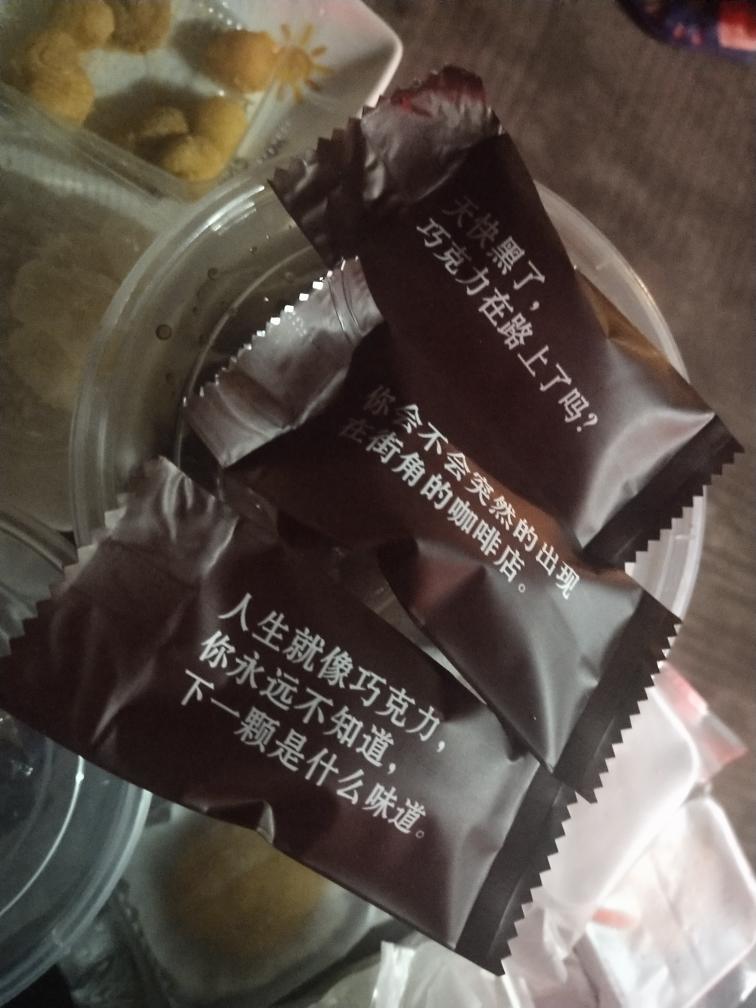 天快黑了，
巧克力在路上了吗？
你会不会突然的出现
在街角的咖啡店。
人生就像巧克力，
你永远不知道，
下一颗是什么味道。